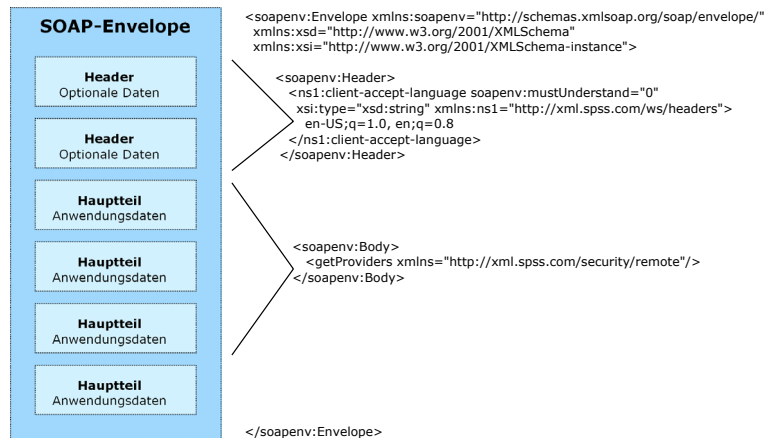 SOAP-Envelope
Header
Optionale Daten
Header
Optionale Daten
Hauptteil
Anwendungsdaten
Hauptteil
Anwendungsdaten
Hauptteil
Anwendungsdaten
Hauptteil
Anwendungsdaten
<soapenv:Envelope xmlns:soapenv="http://schemas.xmlsoap.org/soap/envelope/"
xmlns:xsd="http://www.w3.org/2001/XMLSchema"
xmlns:xsi="http://www.w3.org/2001/XMLSchema-instance">
<soapenv:Header>
<ns1:client-accept-language soapenv:mustUnderstand="0"
xsi:type="xsd:string" xmlns:ns1="http://xml.spss.com/ws/headers">
en-US;q=1.0, en;q=0.8
</ns1:client-accept-language>
</soapenv:Header>
<soapenv:Body>
<getProviders xmlns="http://xml.spss.com/security/remote"/>
</soapenv:Body>
</soapenv:Envelope>